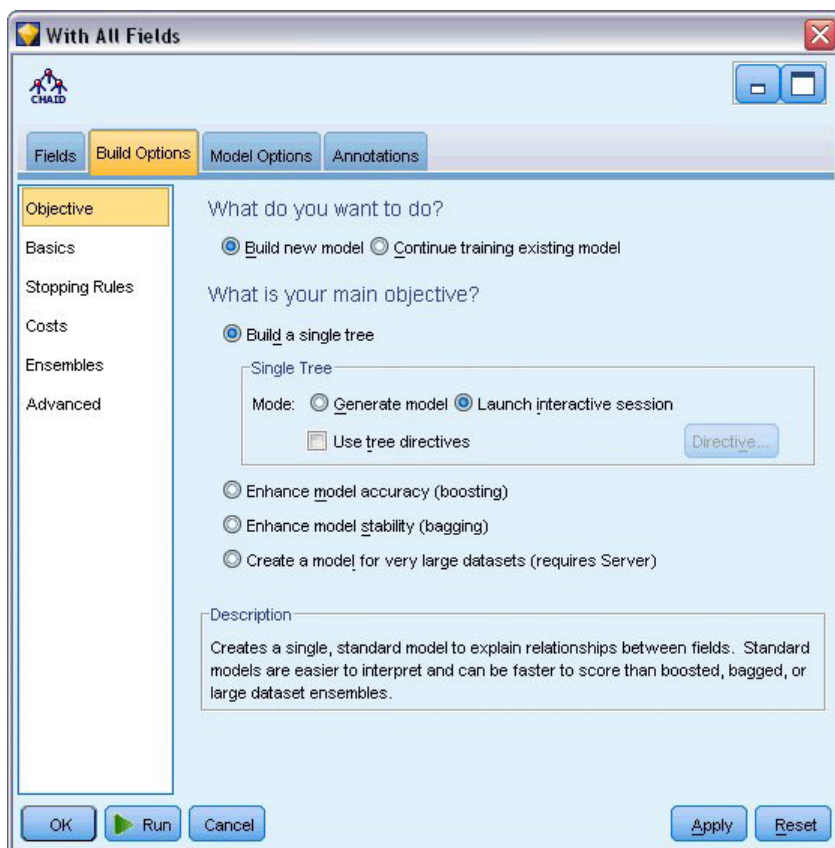 With All Fields
CHAID
Fields
Build Options
Model Options
Annotations
Objective
Basics
Stopping Rules
Costs
Ensembles
Advanced
What do you want to do?
Build new model
Continue training existing model
What is your main objective?
Build a single tree
Single Tree
Mode:
Generate model
Launch interactive session
Use tree directives
Directive...
Enhance model accuracy (boosting)
Enhance model stability (bagging)
Create a model for very large datasets (requires Server)
Description
Creates a single, standard model to explain relationships between fields. Standard
models are easier to interpret and can be faster to score than boosted, bagged, or
large dataset ensembles.
OK
Run
Cancel
Apply
Reset